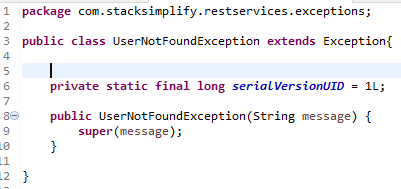 1 package com.stacksimplify.restservices.exceptions;
2
3 public class UserNotFoundException extends Exception{
4
5
6 private static final long serialVersionUID = 1L;
7
8 public UserNotFoundException(String message) {
9 super(message);
10 }
11
12 }